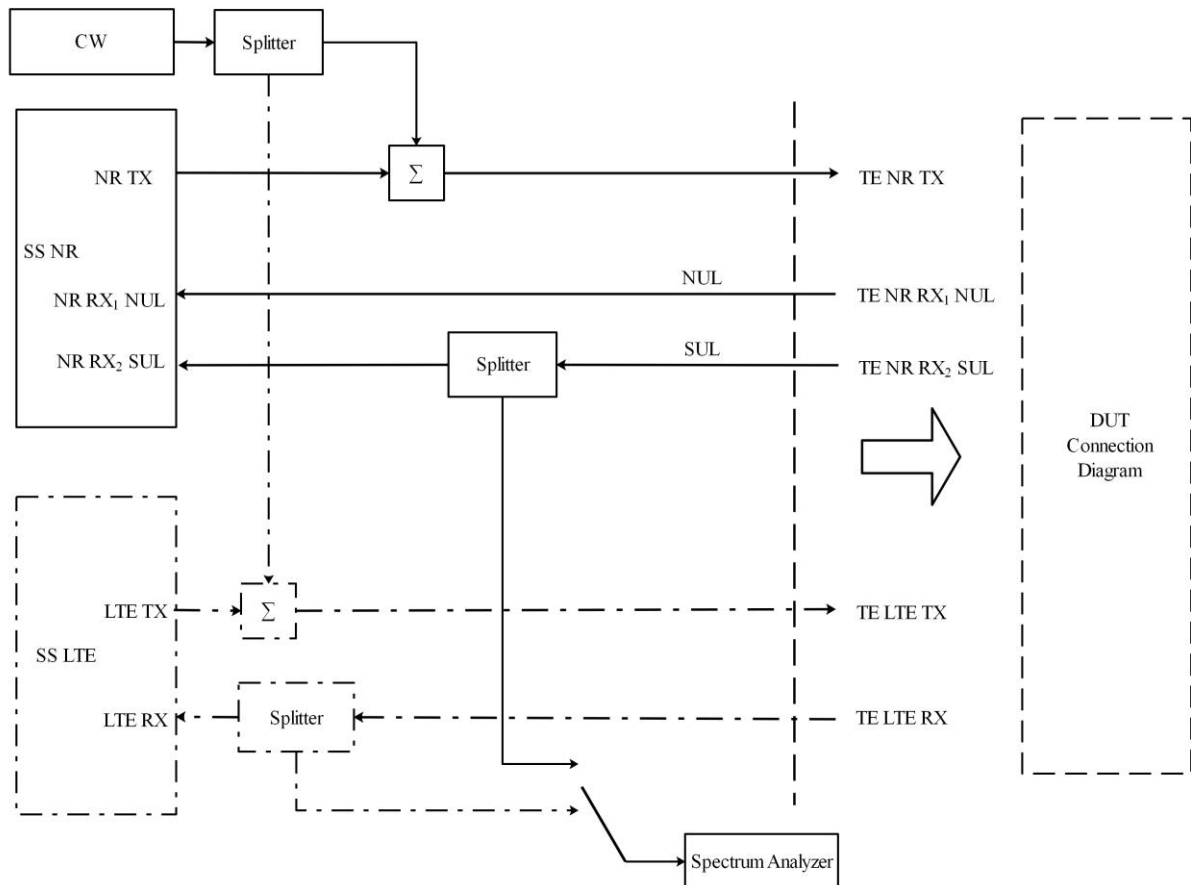 CW
Splitter
NR TX
∑
TE NR TX
SS NR
NUL
NR RX₁ NUL
TE NR RX₁ NUL
SUL
NR RX₂ SUL
Splitter
TE NR RX₂ SUL
DUT
Connection
Diagram
LTE TX
∑
TE LTE TX
SS LTE
LTE RX
Splitter
TE LTE RX
Spectrum Analyzer